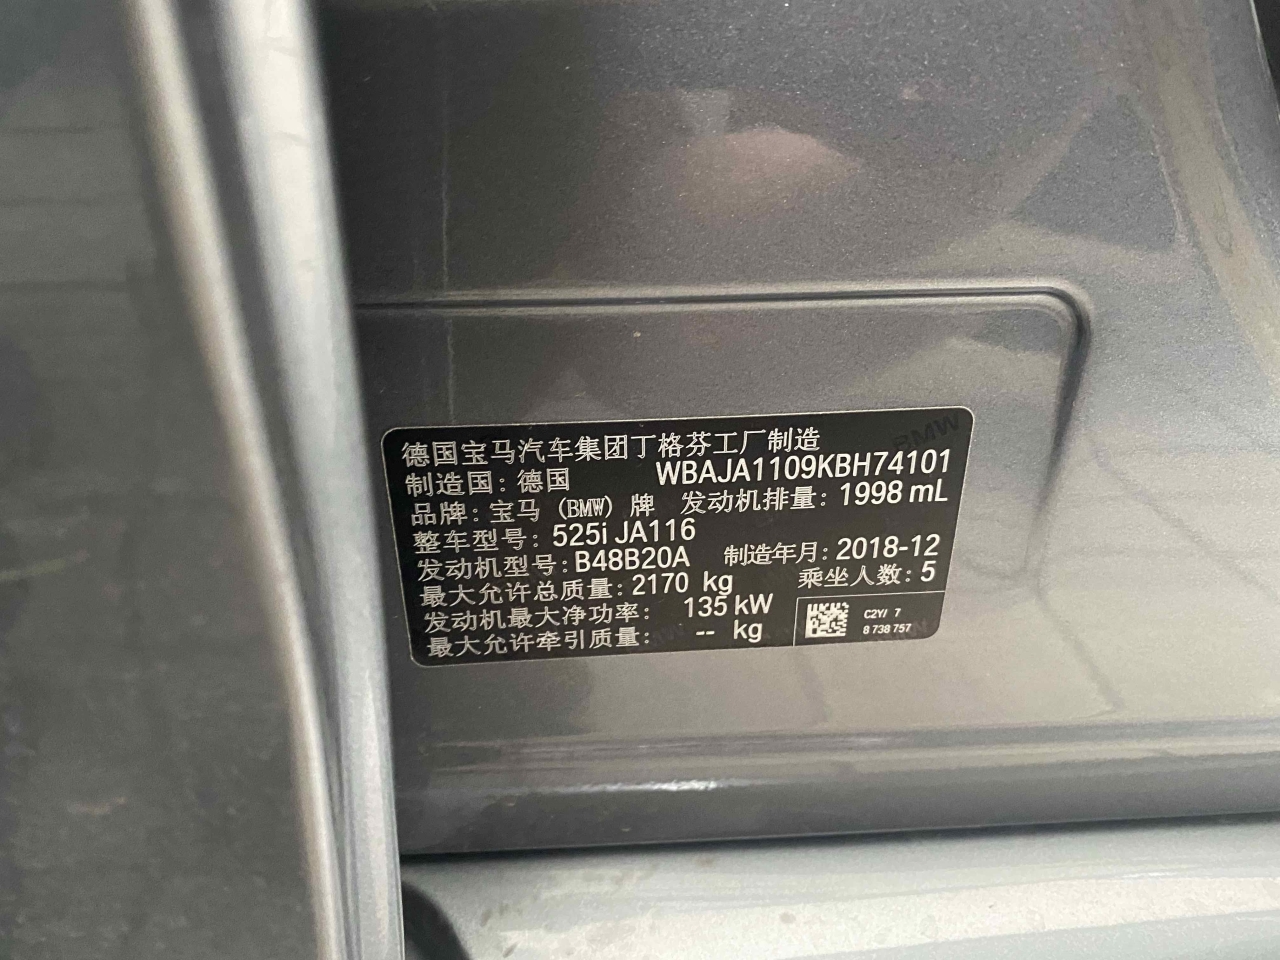 德国宝马汽车集团丁格芬工厂制造
制造国: 德国 WBAJA1109KBH74101
品牌: 宝马 (BMW) 牌 发动机排量: 1998 mL
整车型号: 525i JA116
发动机型号: B48B20A 制造年月: 2018-12
最大允许总质量: 2170 kg 乘坐人数: 5
发动机最大净功率: 135 kW
最大允许牵引质量: -- kg
C2Y/ 7
8 738 757
BMW